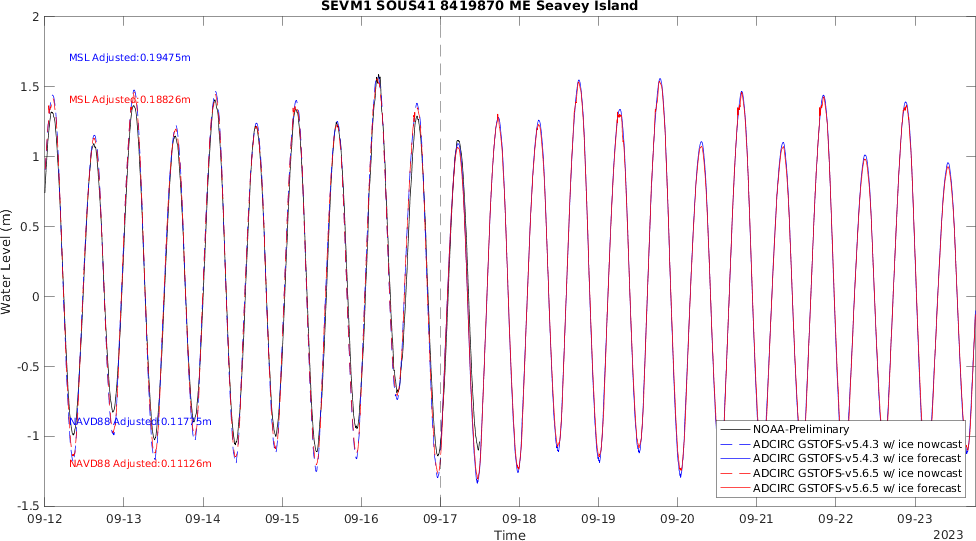 SEVM1 SOUS41 8419870 ME Seavey Island
2
1.5
1
0.5
0
-0.5
-1
-1.5
Water Level (m)
MSL Adjusted:0.19475m
MSL Adjusted:0.18826m
NAVD88 Adjusted:0.11775m
NAVD88 Adjusted:0.11126m
NOAA-Preliminary
ADCIRC GSTOFS-v5.4.3 w/ ice nowcast
ADCIRC GSTOFS-v5.4.3 w/ ice forecast
ADCIRC GSTOFS-v5.6.5 w/ ice nowcast
ADCIRC GSTOFS-v5.6.5 w/ ice forecast
09-12 09-13 09-14 09-15 09-16 09-17 09-18 09-19 09-20 09-21 09-22 09-23
Time
2023